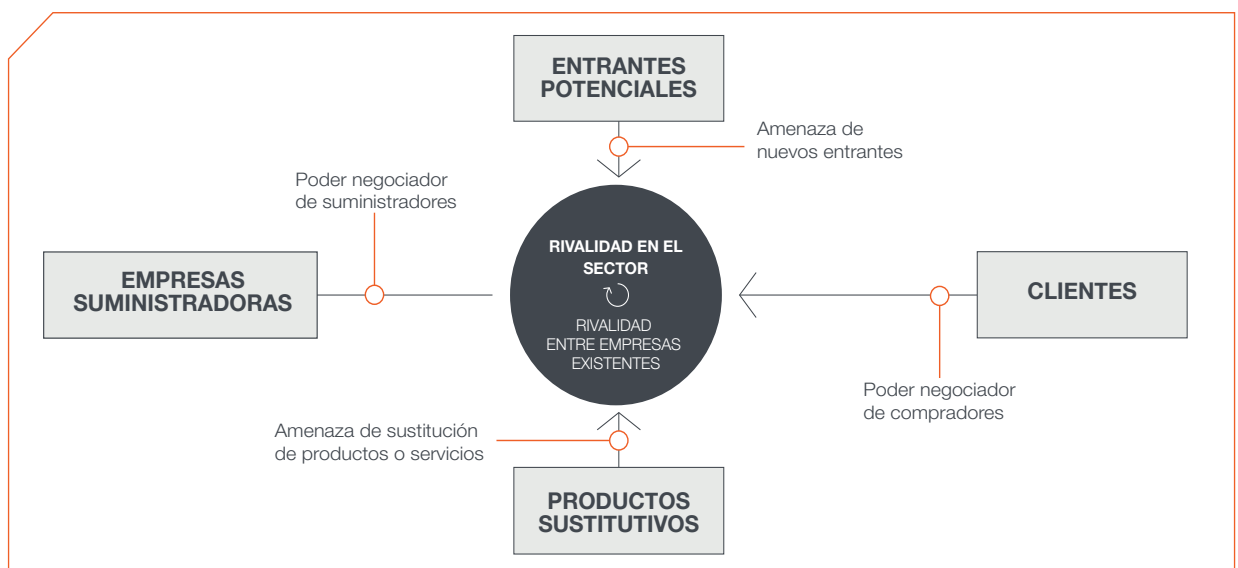 ENTRANTES
POTENCIALES
Amenaza de
nuevos entrantes
Poder negociador
de suministradores
EMPRESAS
SUMINISTRADORAS
RIVALIDAD EN EL
SECTOR
RIVALIDAD
ENTRE EMPRESAS
EXISTENTES
CLIENTES
Poder negociador
de compradores
Amenaza de sustitución
de productos o servicios
PRODUCTOS
SUSTITUTIVOS